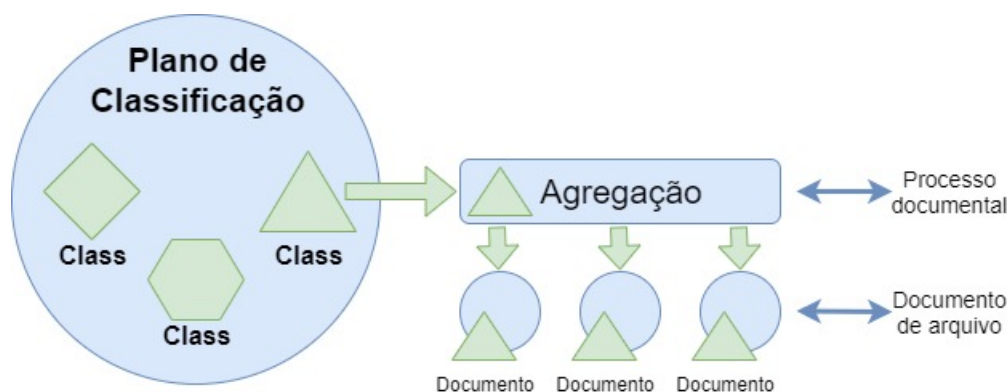 Plano de
Classificação
Class
Class
Class
Agregação
Processo
documental
Documento
de arquivo
Documento
Documento
Documento